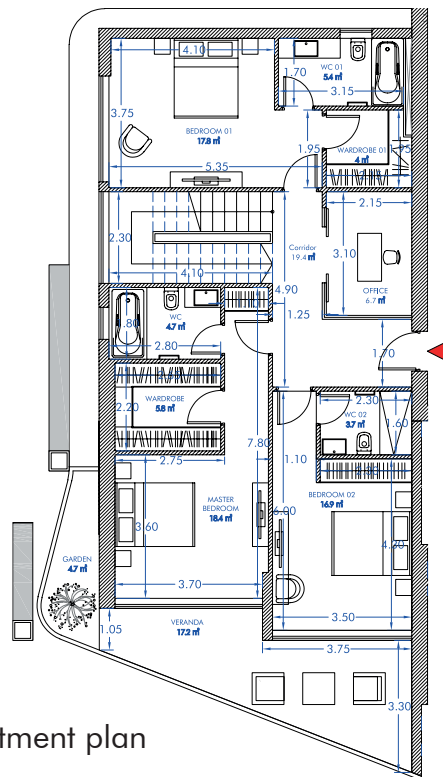 4.10
WC 01
5.4 ㎡
1.70
3.15
3.75
BEDROOM 01
17.8 ㎡
1.95
WARDROBE 01
4 ㎡
1.95
5.35
2.15
2.30
Corridor
19.4 ㎡
3.10
OFFICE
6.7 ㎡
4.10
4.90
1.25
WC
4.7 ㎡
1.80
2.80
1.70
WARDROBE
5.8 ㎡
2.20
2.30
WC 02
3.7 ㎡
1.60
7.80
2.75
1.10
BEDROOM 02
16.9 ㎡
MASTER
BEDROOM
18.4 ㎡
6.00
3.60
GARDEN
4.7 ㎡
3.70
3.50
VERANDA
17.2 ㎡
1.05
3.75
3.30
tment plan